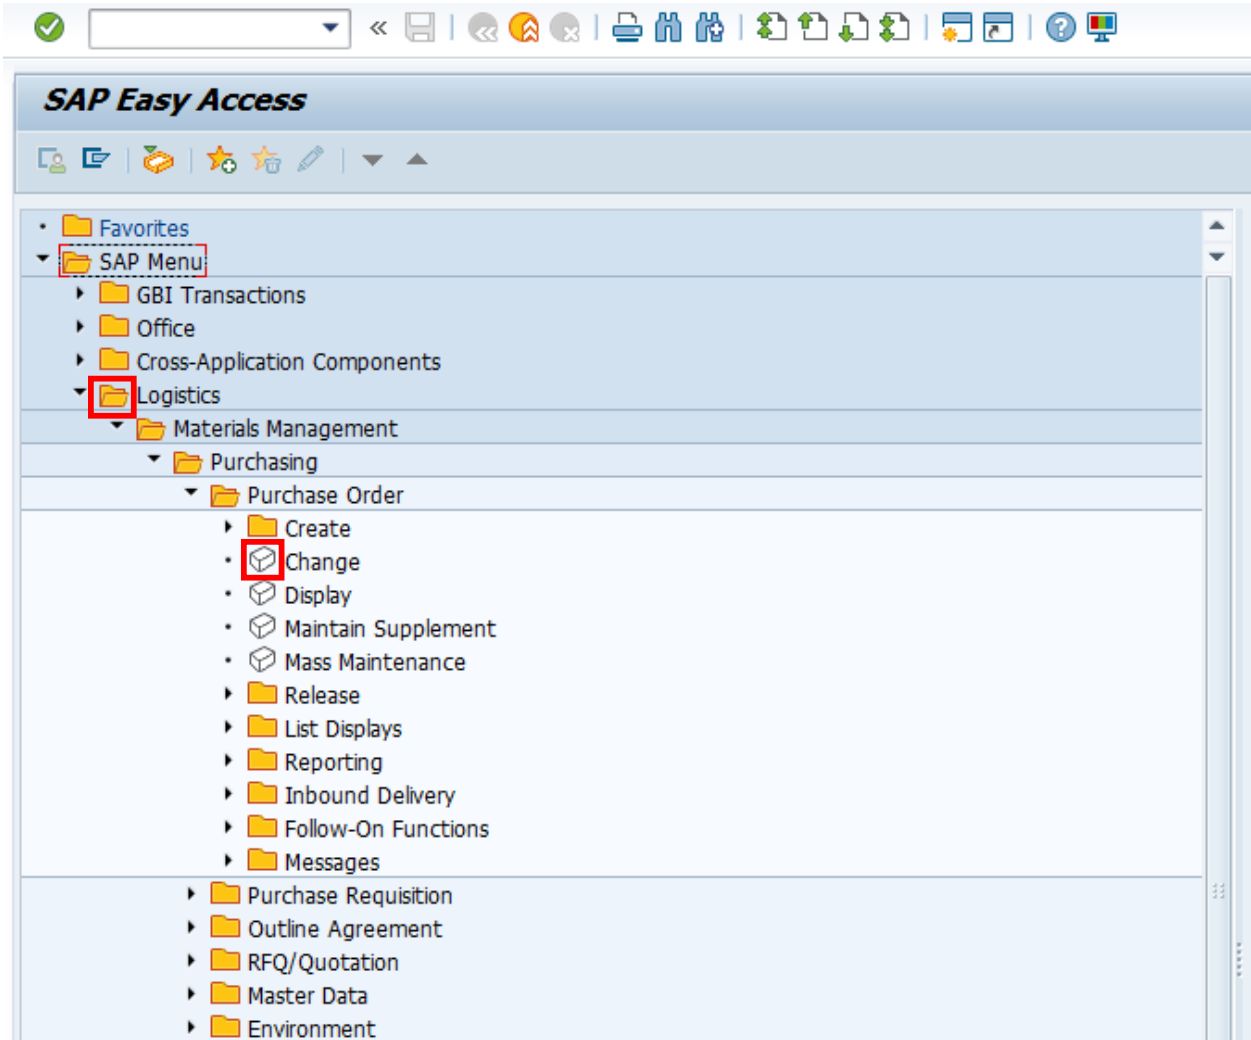 SAP Easy Access
Favorites
SAP Menu
GBI Transactions
Office
Cross-Application Components
Logistics
Materials Management
Purchasing
Purchase Order
Create
Change
Display
Maintain Supplement
Mass Maintenance
Release
List Displays
Reporting
Inbound Delivery
Follow-On Functions
Messages
Purchase Requisition
Outline Agreement
RFQ/Quotation
Master Data
Environment